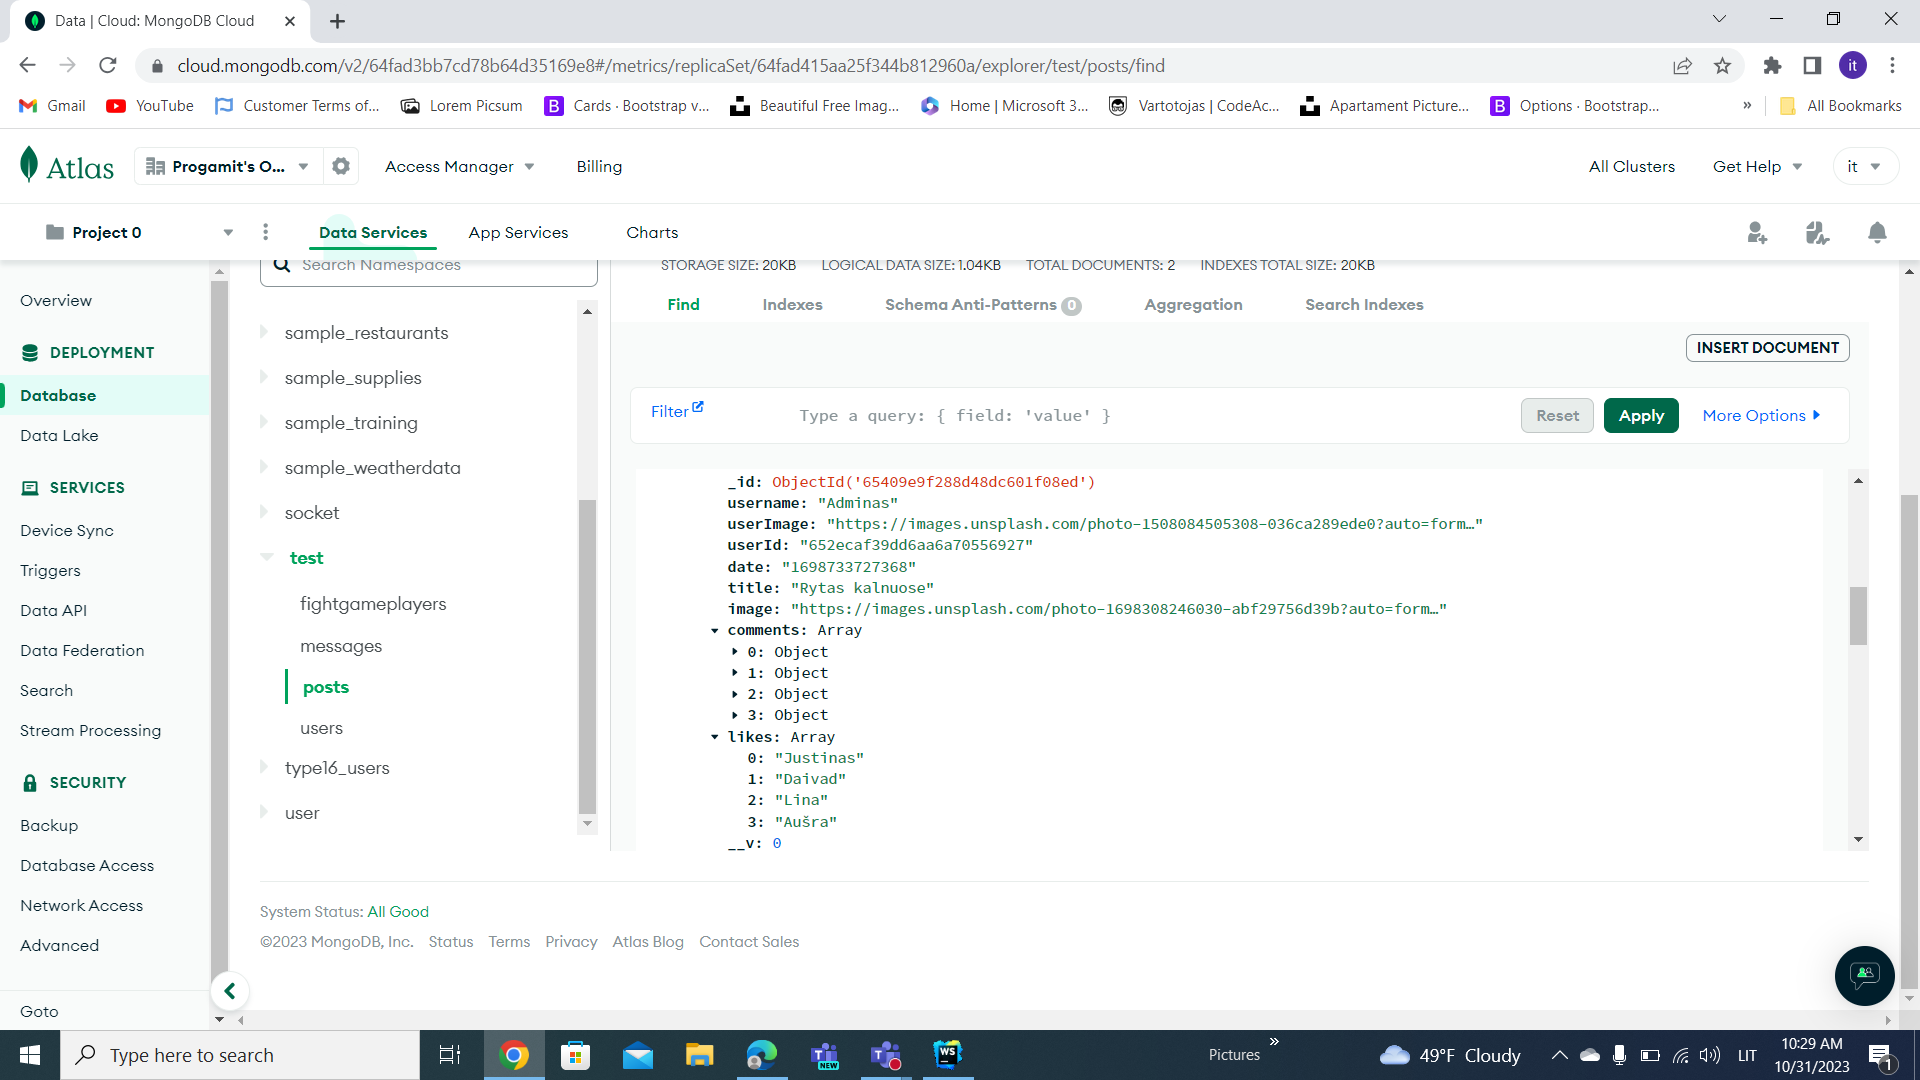 Data | Cloud: MongoDB Cloud
cloud.mongodb.com/v2/64fad3bb7cd78b64d35169e8#/metrics/replicaSet/64fad415aa25f344b812960a/explorer/test/posts/find
it
Gmail
YouTube
Customer Terms of...
Lorem Picsum
Cards · Bootstrap v...
Beautiful Free Imag...
Home | Microsoft 3...
Vartotojas | CodeAc...
Apartament Picture...
Options · Bootstrap...
»
All Bookmarks
Atlas
Progamit's O...
Access Manager
Billing
All Clusters
Get Help
it
Project 0
Data Services
App Services
Charts
Overview
DEPLOYMENT
Database
Data Lake
SERVICES
Device Sync
Triggers
Data API
Data Federation
Search
Stream Processing
SECURITY
Backup
Database Access
Network Access
Advanced
Goto
Search Namespaces
sample_restaurants
sample_supplies
sample_training
sample_weatherdata
socket
test
fightgameplayers
messages
posts
users
type16_users
user
STORAGE SIZE: 20KB LOGICAL DATA SIZE: 1.04KB TOTAL DOCUMENTS: 2 INDEXES TOTAL SIZE: 20KB
Find
Indexes
Schema Anti-Patterns 0
Aggregation
Search Indexes
INSERT DOCUMENT
Filter
Type a query: { field: 'value' }
Reset
Apply
More Options
_id: ObjectId('65409e9f288d48dc601f08ed')
username: "Adminas"
userImage: "https://images.unsplash.com/photo-1508084505308-036ca289ede0?auto=form…"
userId: "652ecaf39dd6aa6a70556927"
date: "1698733727368"
title: "Rytas kalnuose"
image: "https://images.unsplash.com/photo-1698308246030-abf29756d39b?auto=form…"
comments: Array
0: Object
1: Object
2: Object
3: Object
likes: Array
0: "Justinas"
1: "Daivad"
2: "Lina"
3: "Aušra"
__v: 0
System Status: All Good
©2023 MongoDB, Inc. Status Terms Privacy Atlas Blog Contact Sales
Type here to search
NEW
WS
Pictures
»
49°F Cloudy
LIT
10:29 AM
10/31/2023
1